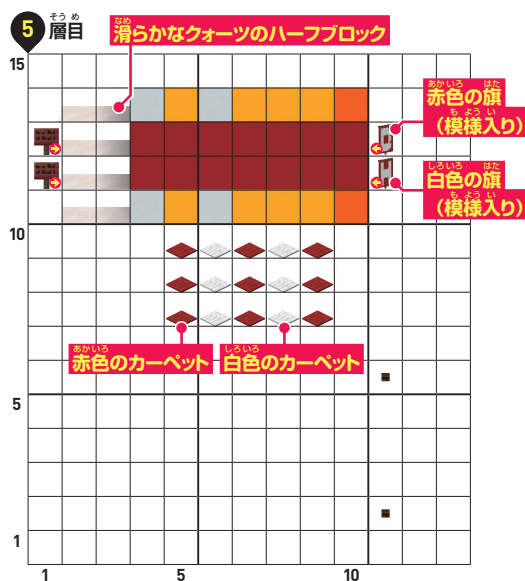 5 層目
そうめ
滑らかなクォーツのハーフブロック
なめ
15
赤色の旗
あかいろ はた
（模様入り）
もよう い
白色の旗
しろいろ はた
（模様入り）
もよう い
10
赤色のカーペット
あかいろ
白色のカーペット
しろいろ
5
1
1 5 10